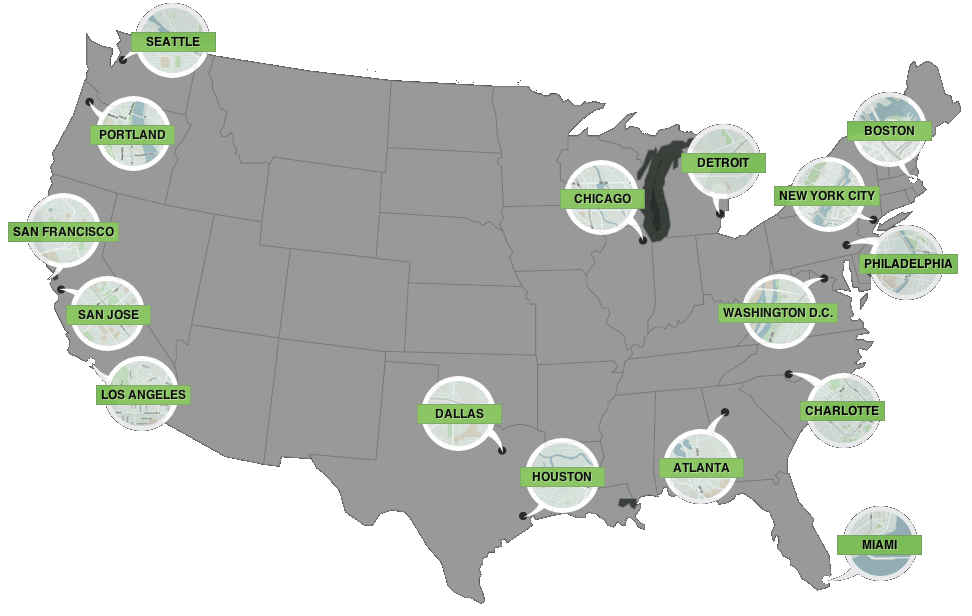 SEATTLE
PORTLAND
BOSTON
DETROIT
CHICAGO
NEW YORK CITY
SAN FRANCISCO
PHILADELPHIA
SAN JOSE
WASHINGTON D.C.
LOS ANGELES
DALLAS
CHARLOTTE
ATLANTA
HOUSTON
MIAMI